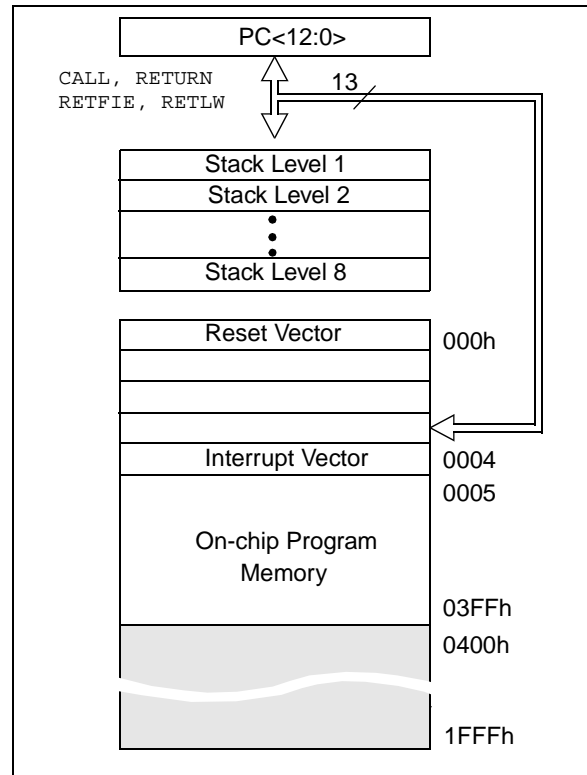 PC<12:0>
CALL, RETURN
RETFIE, RETLW
13
Stack Level 1
Stack Level 2
Stack Level 8
Reset Vector
000h
Interrupt Vector
0004
0005
On-chip Program
Memory
03FFh
0400h
1FFFh